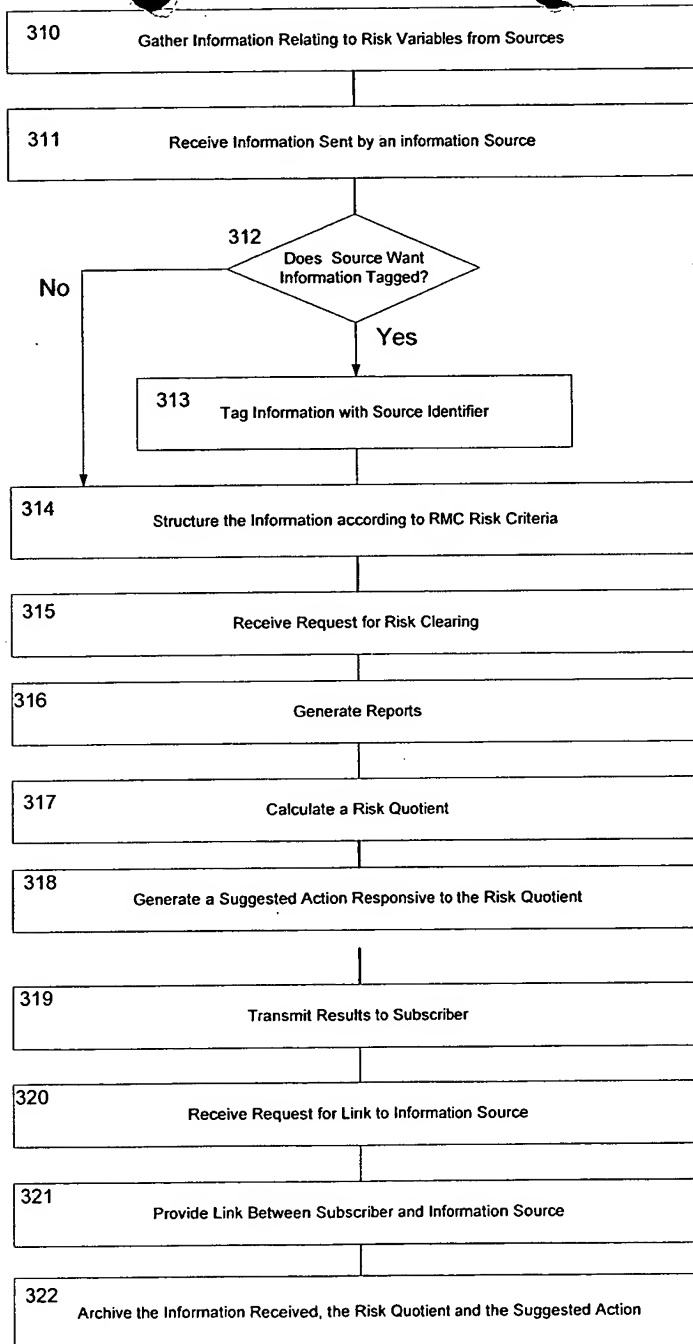 310 Gather Information Relating to Risk Variables from Sources
311 Receive Information Sent by an information Source
312
Does Source Want
Information Tagged?
No
Yes
313 Tag Information with Source Identifier
314 Structure the Information according to RMC Risk Criteria
315 Receive Request for Risk Clearing
316 Generate Reports
317 Calculate a Risk Quotient
318 Generate a Suggested Action Responsive to the Risk Quotient
319 Transmit Results to Subscriber
320 Receive Request for Link to Information Source
321 Provide Link Between Subscriber and Information Source
322 Archive the Information Received, the Risk Quotient and the Suggested Action